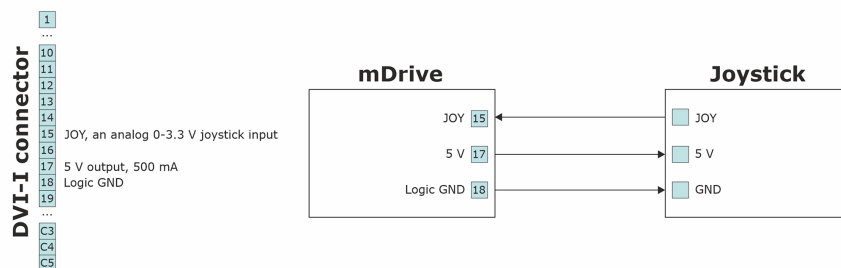 DVI-I connector
1
...
10
11
12
13
14
15 JOY, an analog 0-3.3 V joystick input
16
17 5 V output, 500 mA
18 Logic GND
19
...
C3
C4
C5
mDrive
JOY 15
5 V 17
Logic GND 18
Joystick
JOY
5 V
GND